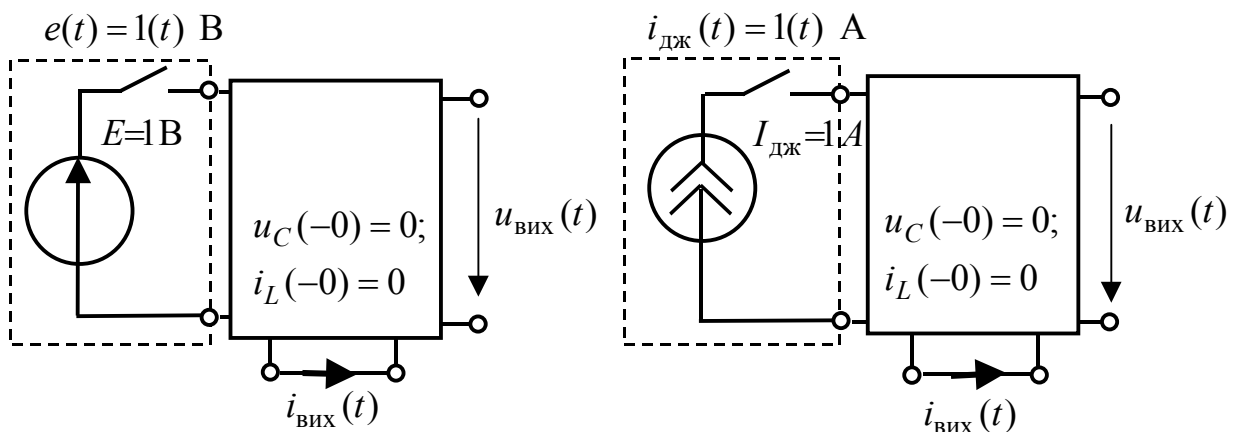 e(t) = 1(t) В
E=1В
u_C(−0) = 0;
i_L(−0) = 0
u_вих(t)
i_вих(t)
i_дж(t) = 1(t) А
I_дж=1A
u_C(−0) = 0;
i_L(−0) = 0
u_вих(t)
i_вих(t)